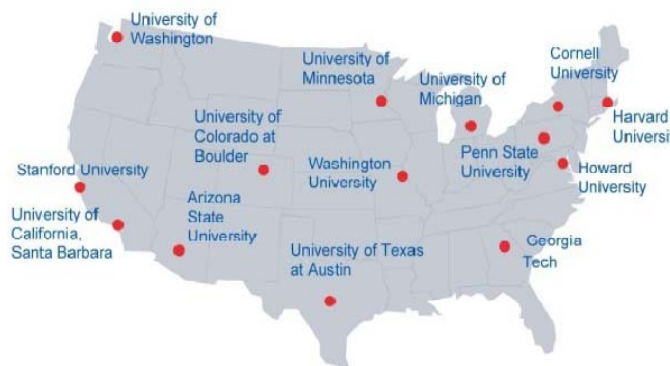 University of
Washington
University of
Minnesota
University of
Michigan
Cornell
University
Harvard
Universi
University of
Colorado at
Boulder
Penn State
University
Howard
University
Stanford University
Washington
University
Arizona
State
University
University of
California,
Santa Barbara
University of Texas
at Austin
Georgia
Tech